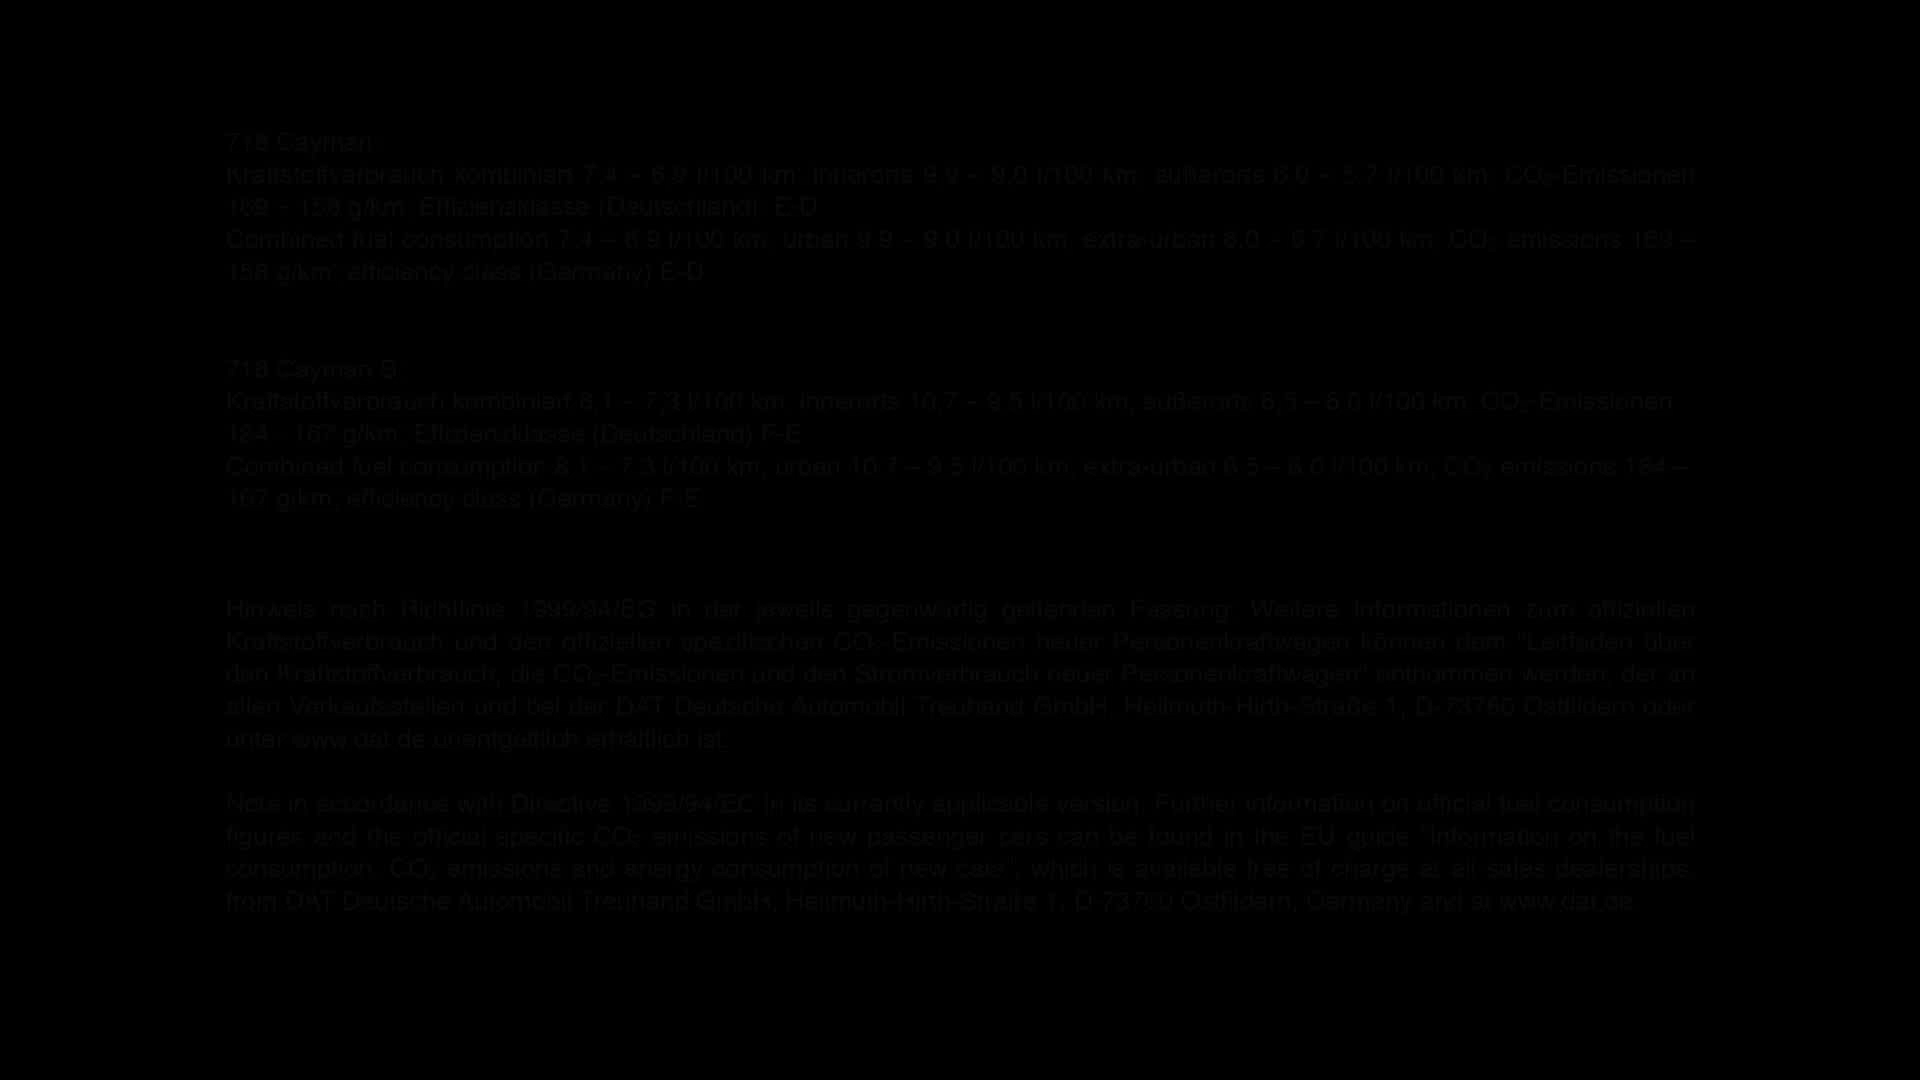 718 Cayman:
Kraftstoffverbrauch kombiniert 7,4 – 6,9 l/100 km; innerorts 9,9 – 9,0 l/100 km; außerorts 6,0 – 5,7 l/100 km; CO₂-Emissionen
168 – 158 g/km; Effizienzklasse (Deutschland): E-D
Combined fuel consumption 7.4 – 6.9 l/100 km; urban 9.9 – 9.0 l/100 km; extra-urban 6.0 – 5.7 l/100 km; CO₂ emissions 168 –
158 g/km; efficiency class (Germany) E-D
718 Cayman S:
Kraftstoffverbrauch kombiniert 8,1 – 7,3 l/100 km; innerorts 10,7 – 9,5 l/100 km; außerorts 6,5 – 6,0 l/100 km; CO₂-Emissionen
184 - 167 g/km; Effizienzklasse (Deutschland) F-E
Combined fuel consumption 8.1 – 7.3 l/100 km; urban 10.7 – 9.5 l/100 km; extra-urban 6.5 – 6.0 l/100 km; CO₂ emissions 184 –
167 g/km; efficiency class (Germany) F-E
Hinweis nach Richtlinie 1999/94/EG in der jeweils gegenwärtig geltenden Fassung: Weitere Informationen zum offiziellen
Kraftstoffverbrauch und den offiziellen spezifischen CO₂-Emissionen neuer Personenkraftwagen können dem "Leitfaden über
den Kraftstoffverbrauch, die CO₂-Emissionen und den Stromverbrauch neuer Personenkraftwagen" entnommen werden, der an
allen Verkaufsstellen und bei der DAT Deutsche Automobil Treuhand GmbH, Hellmuth-Hirth-Straße 1, D-73760 Ostfildern oder
unter www.dat.de unentgeltlich erhältlich ist.
Note in accordance with Directive 1999/94/EC in its currently applicable version: Further information on official fuel consumption
figures and the official specific CO₂ emissions of new passenger cars can be found in the EU guide "Information on the fuel
consumption, CO₂ emissions and energy consumption of new cars", which is available free of charge at all sales dealerships,
from DAT Deutsche Automobil Treuhand GmbH, Hellmuth-Hirth-Straße 1, D-73760 Ostfildern, Germany and at www.dat.de.